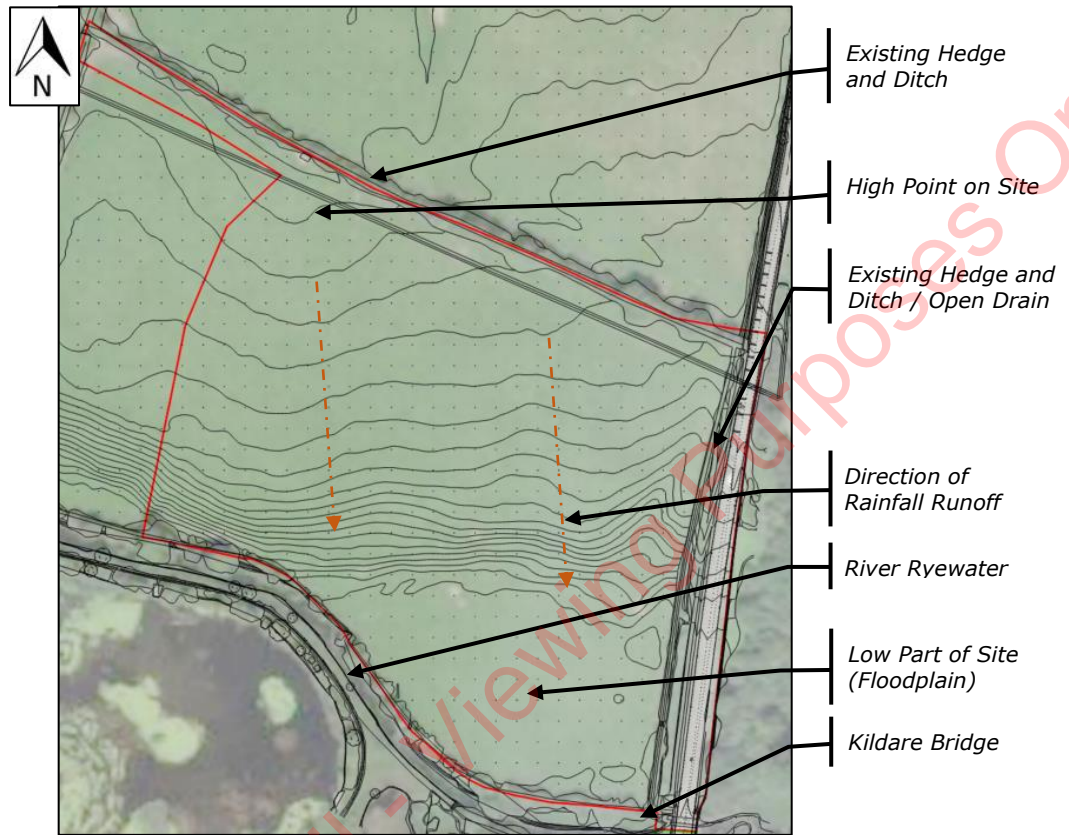 N
Existing Hedge
and Ditch
High Point on Site
Existing Hedge and
Ditch / Open Drain
Direction of
Rainfall Runoff
River Ryewater
Low Part of Site
(Floodplain)
Kildare Bridge
Viewing Purposes